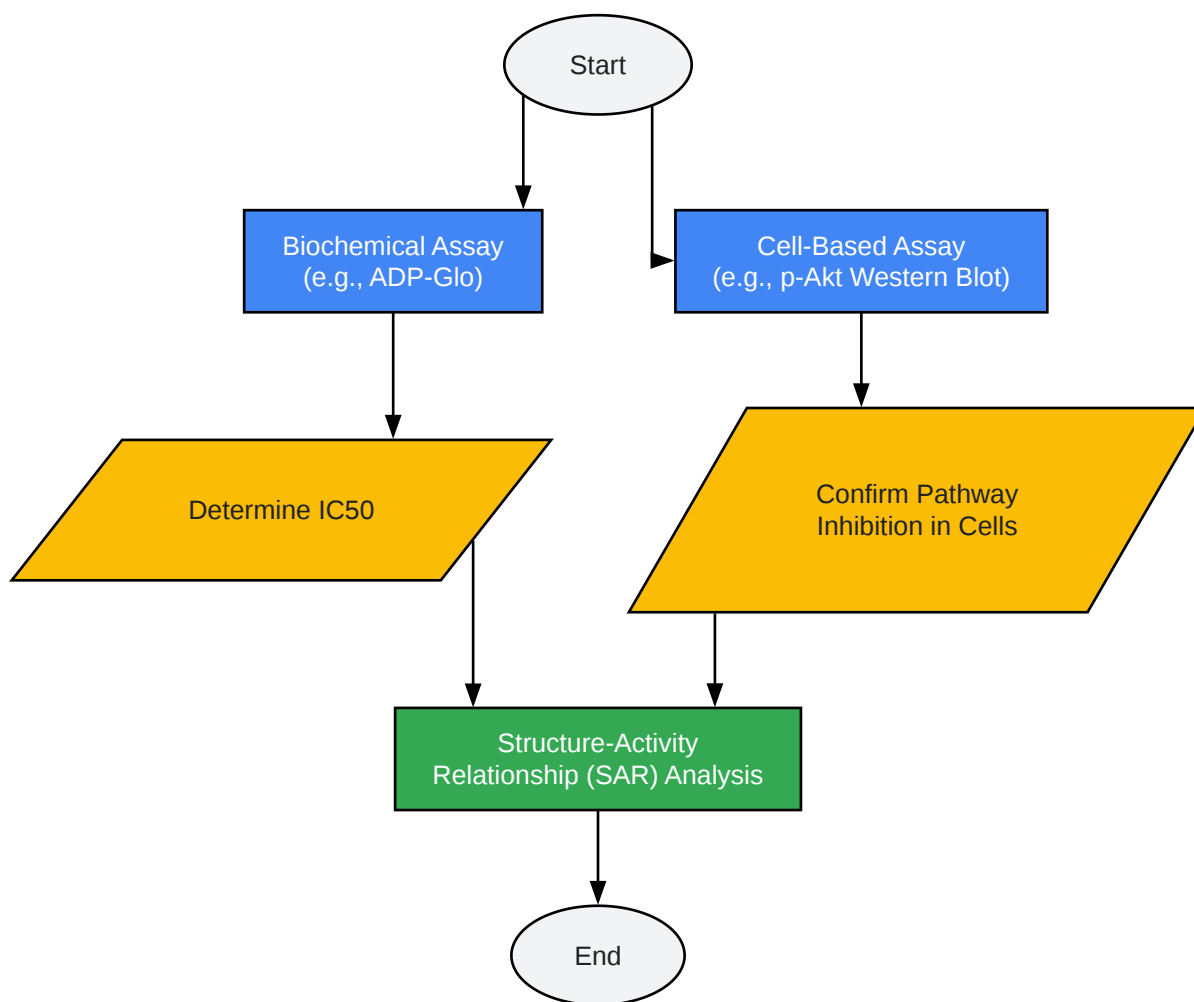 Start
Biochemical Assay
(e.g., ADP-Glo)
Cell-Based Assay
(e.g., p-Akt Western Blot)
Determine IC50
Confirm Pathway
Inhibition in Cells
Structure-Activity
Relationship (SAR) Analysis
End